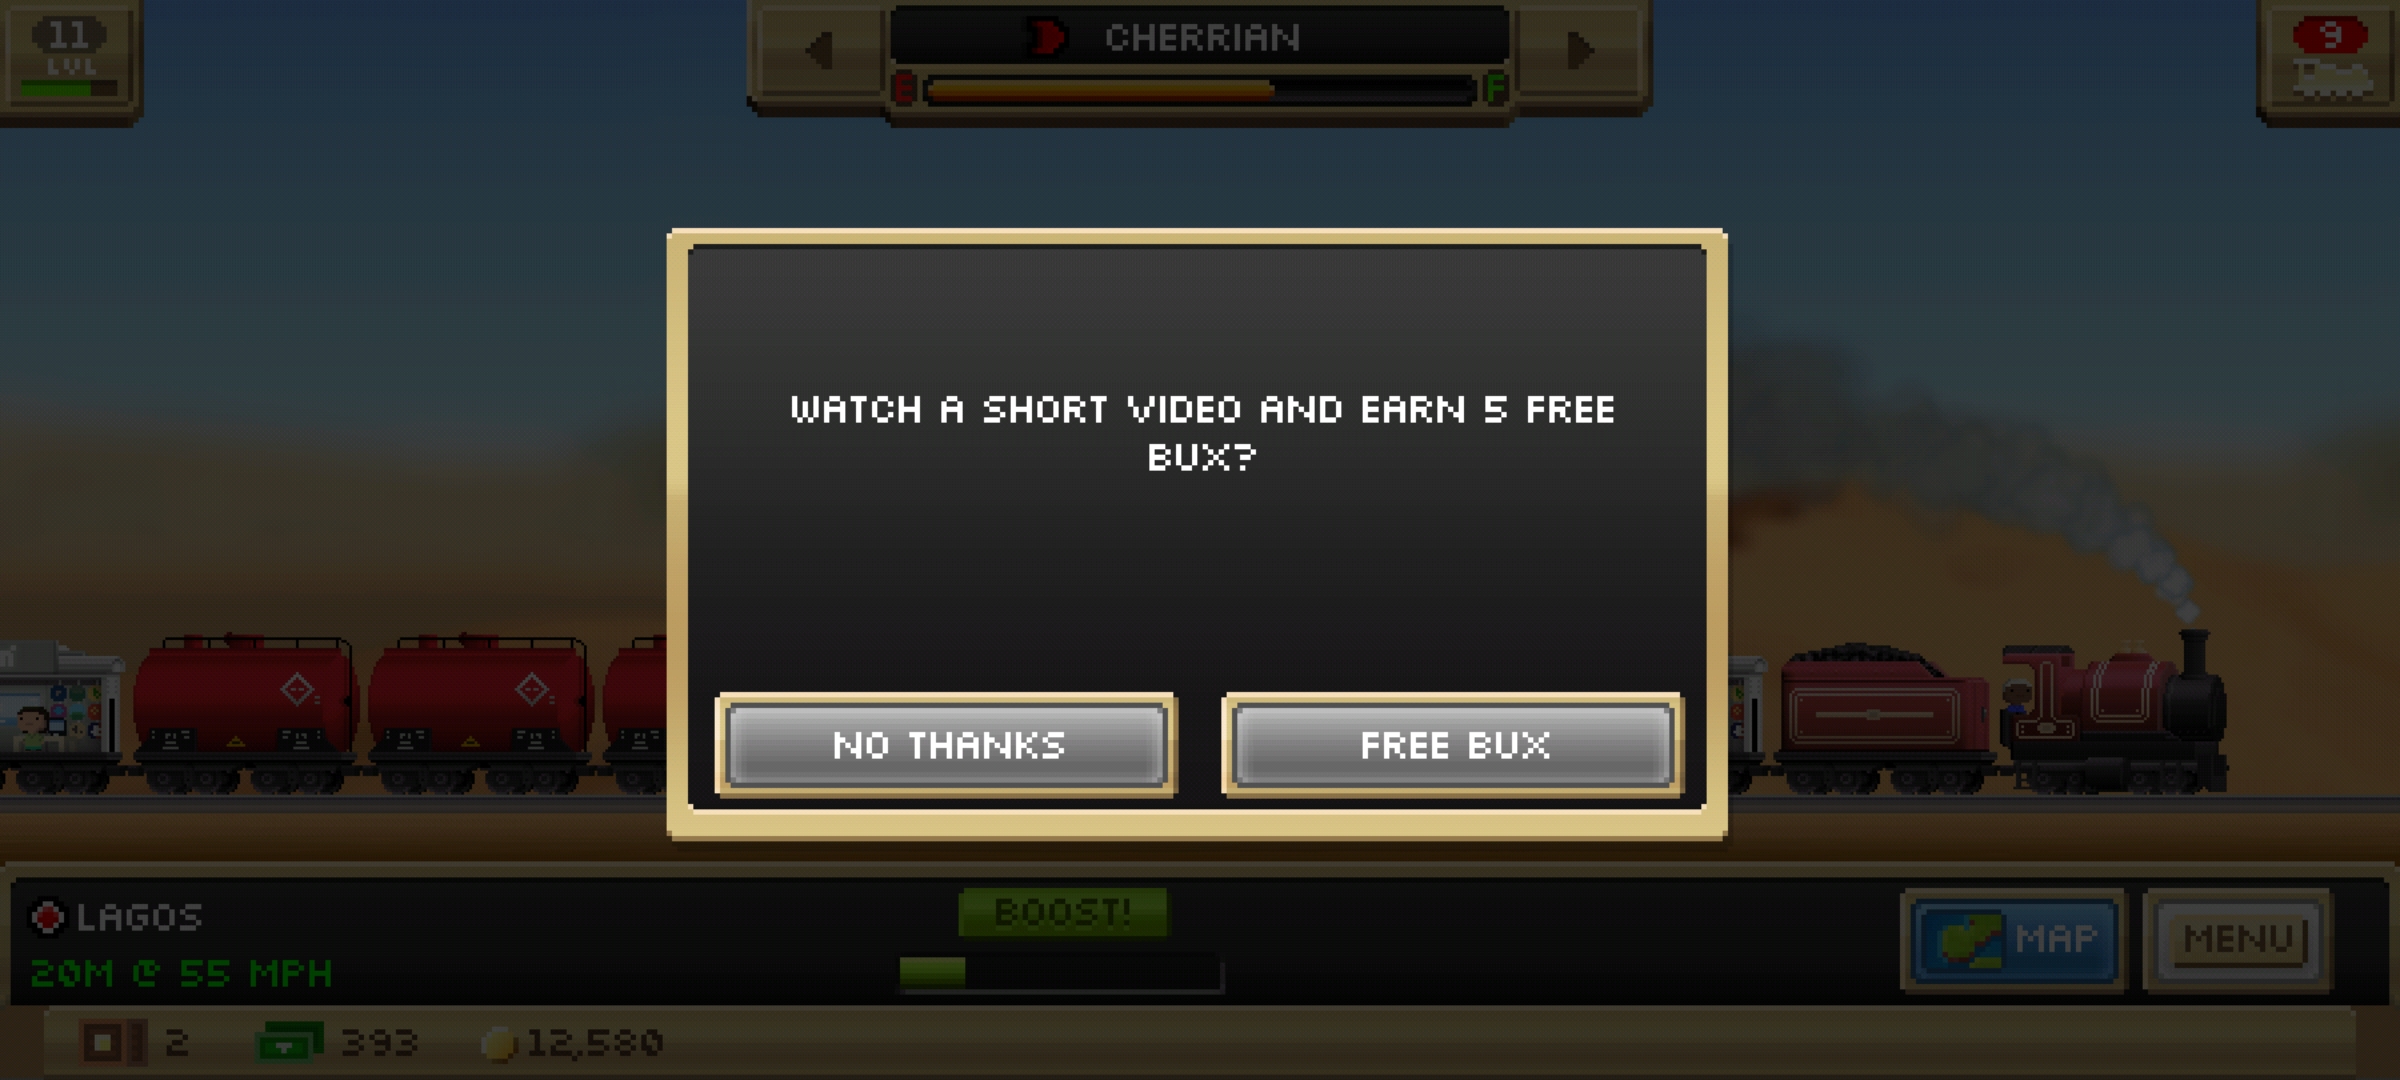 11
LVL
CHERRIAN
E F
9
WATCH A SHORT VIDEO AND EARN 5 FREE
BUX?
NO THANKS
FREE BUX
LAGOS
20M @ 55 MPH
BOOST!
MAP
MENU
2
393
12,580